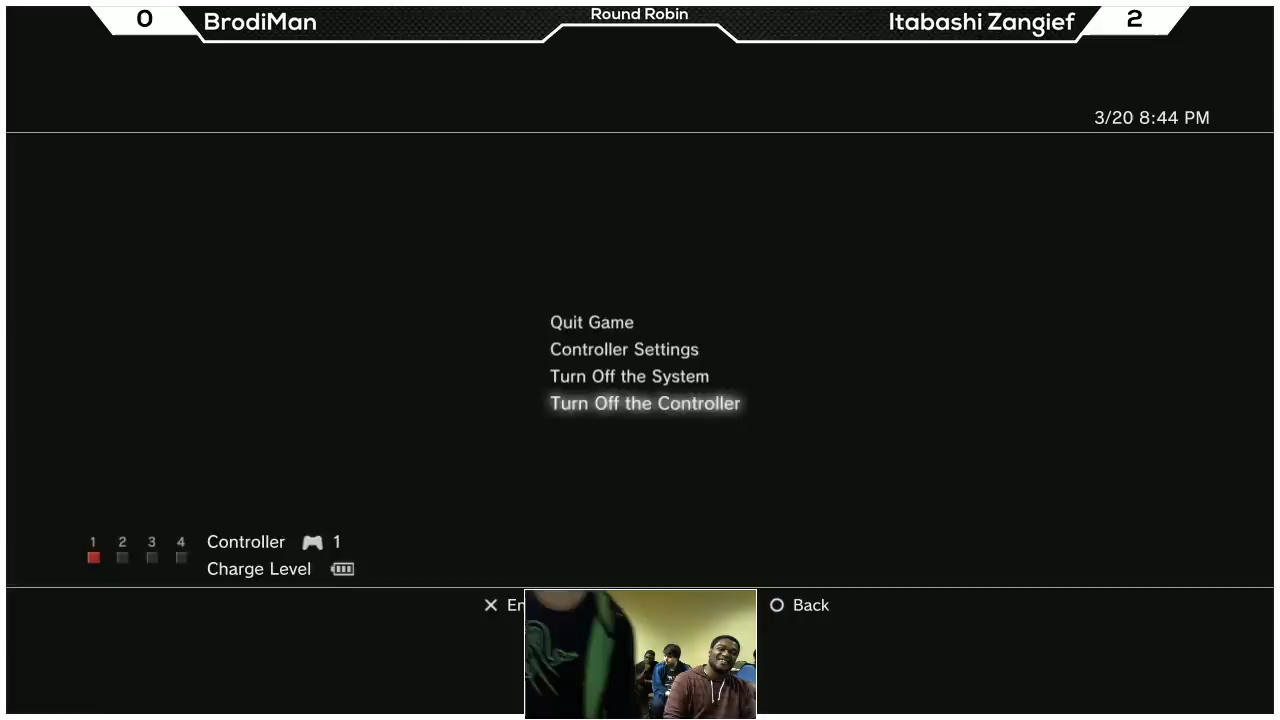 0 BrodiMan Round Robin Itabashi Zangief 2
3/20 8:44 PM
Quit Game
Controller Settings
Turn Off the System
Turn Off the Controller
1 2 3 4 Controller 1
Charge Level
Back